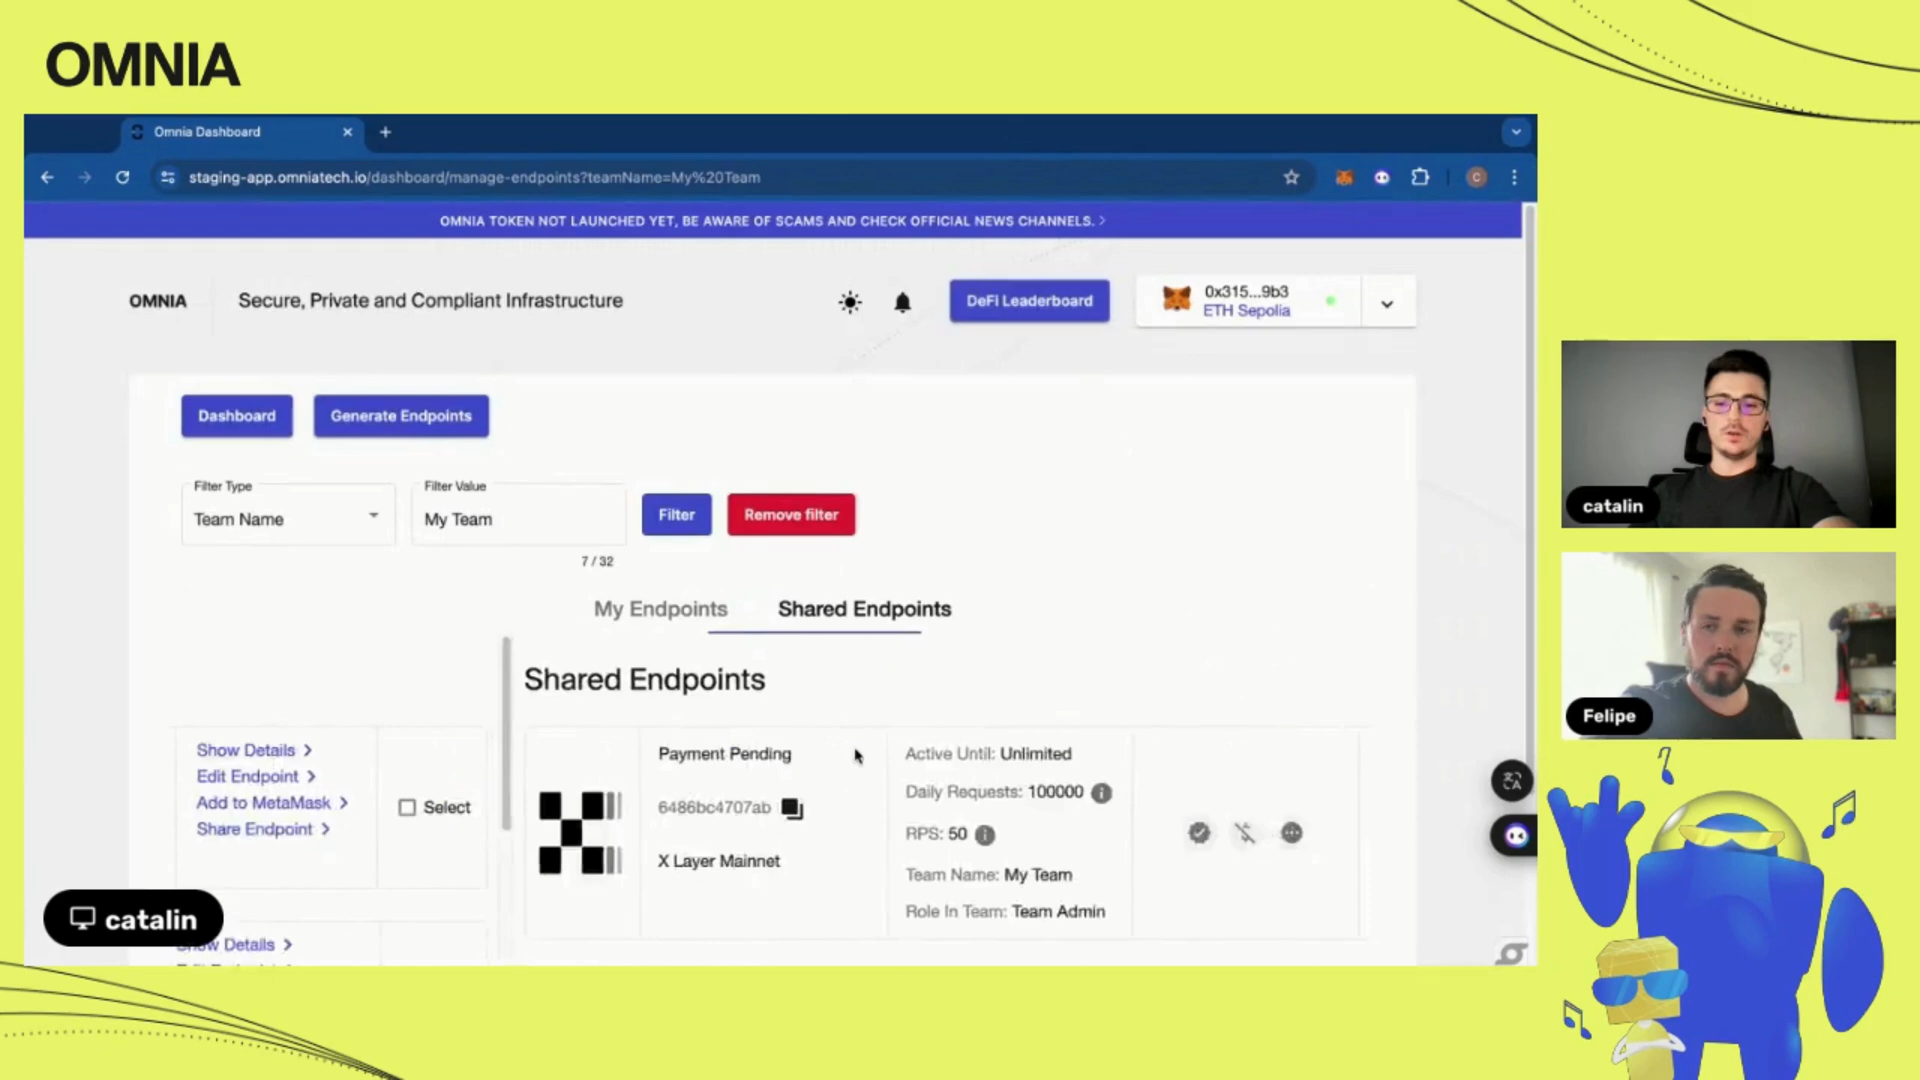 OMNIA
Omnia Dashboard
staging-app.omniatech.io/dashboard/manage-endpoints?teamName=My%20Team
C
OMNIA TOKEN NOT LAUNCHED YET, BE AWARE OF SCAMS AND CHECK OFFICIAL NEWS CHANNELS.
OMNIA
Secure, Private and Compliant Infrastructure
DeFi Leaderboard
0x315...9b3
ETH Sepolia
Dashboard
Generate Endpoints
Filter Type
Team Name
Filter Value
My Team
Filter
Remove filter
7 / 32
My Endpoints
Shared Endpoints
Shared Endpoints
Show Details
Edit Endpoint
Add to MetaMask
Share Endpoint
Select
Payment Pending
6486bc4707ab
X Layer Mainnet
Active Until: Unlimited
Daily Requests: 100000
RPS: 50
Team Name: My Team
Role In Team: Team Admin
Show Details
catalin
catalin
Felipe